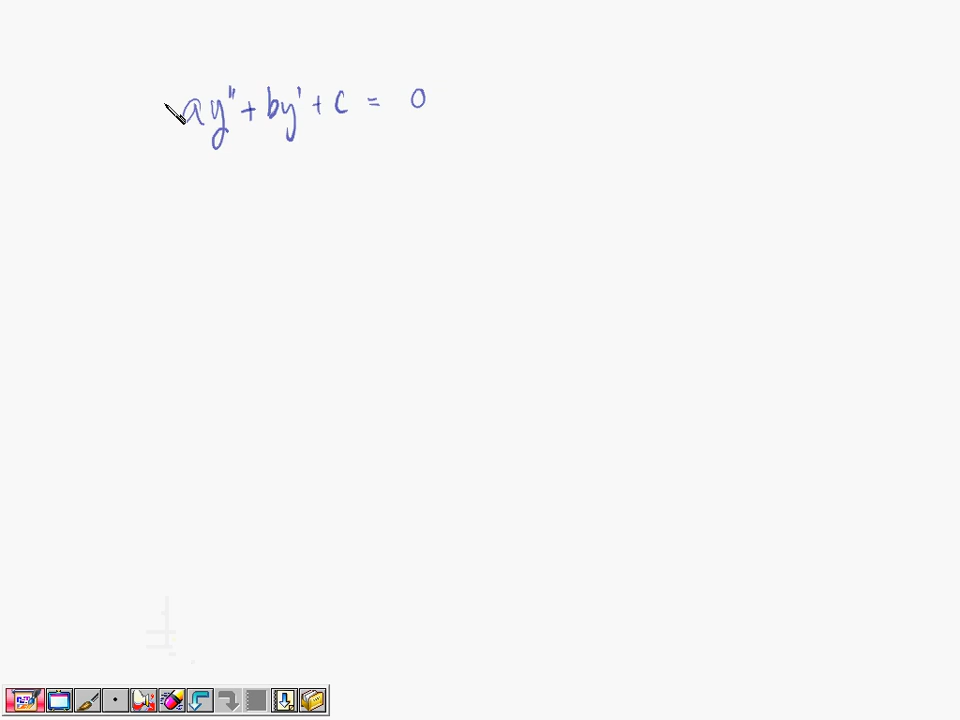 ay" + by' + c = 0